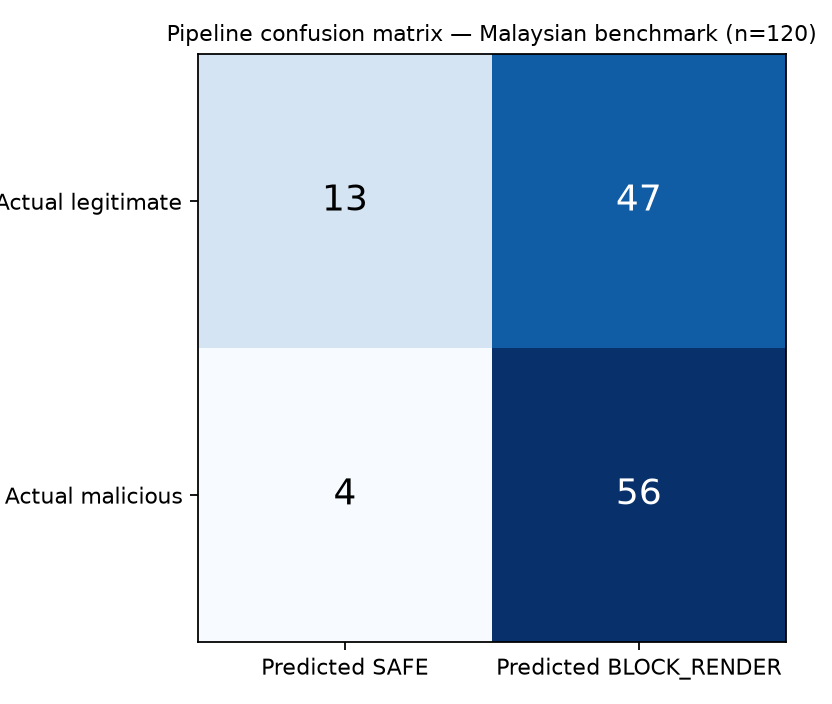 Pipeline confusion matrix — Malaysian benchmark (n=120)
Actual legitimate
13
47
Actual malicious
4
56
Predicted SAFE
Predicted BLOCK_RENDER